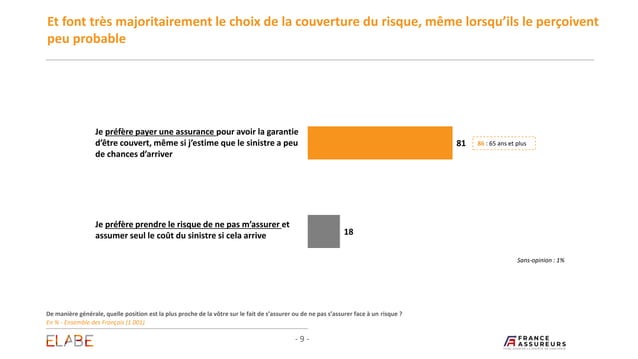 Et font très majoritairement le choix de la couverture du risque, même lorsqu'ils le perçoivent
peu probable
Je préfère payer une assurance pour avoir la garantie
d'être couvert, même si j'estime que le sinistre a peu
de chances d'arriver
81
86 : 65 ans et plus
Je préfère prendre le risque de ne pas m'assurer et
assumer seul le coût du sinistre si cela arrive
18
Sans-opinion : 1%
De manière générale, quelle position est la plus proche de la vôtre sur le fait de s'assurer ou de ne pas s'assurer face à un risque ?
En % - Ensemble des Français (1 001)
ELABE
- 9 -
FRANCE
ASSUREURS